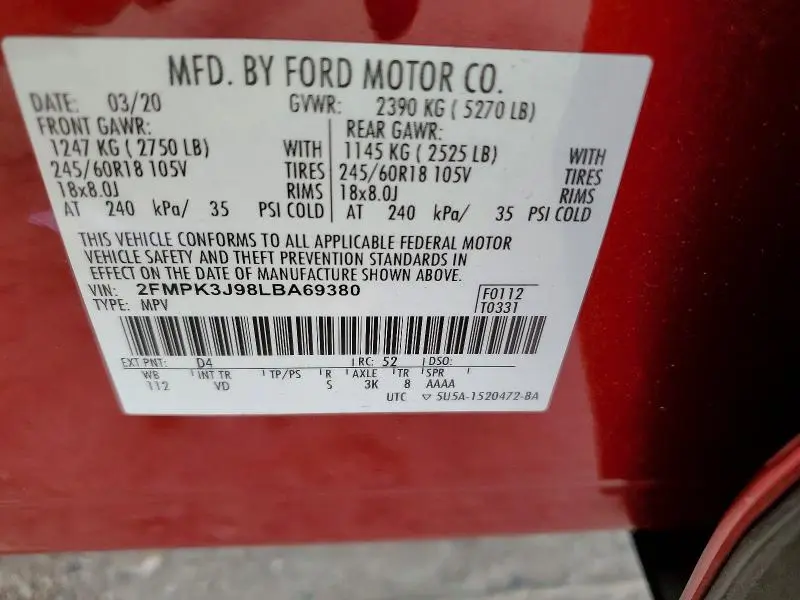 MFD. BY FORD MOTOR CO.
DATE: 03/20 GVWR: 2390 KG ( 5270 LB)
FRONT GAWR:
1247 KG ( 2750 LB) WITH
245/60R18 105V TIRES
18x8.0J RIMS
AT 240 kPa/ 35 PSI COLD
REAR GAWR:
1145 KG ( 2525 LB) WITH
245/60R18 105V TIRES
18x8.0J RIMS
AT 240 kPa/ 35 PSI COLD
THIS VEHICLE CONFORMS TO ALL APPLICABLE FEDERAL MOTOR
VEHICLE SAFETY AND THEFT PREVENTION STANDARDS IN
EFFECT ON THE DATE OF MANUFACTURE SHOWN ABOVE.
VIN: 2FMPK3J98LBA69380 F0112
TYPE: MPV T0331
EXT PNT: D4 RC: 52 DSO:
WB INT TR TP/PS R AXLE TR SPR
112 VD S 3K 8 AAAA
UTC ▽ 5U5A-1520472-BA